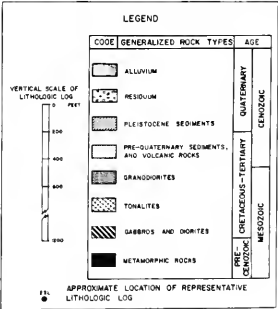 LEGEND
CODE GENERALIZED ROCK TYPES AGE
ALLUVIUM
RESIDUUM
PLEISTOCENE SEDIMENTS
PRE-QUATERNARY SEDIMENTS,
AND VOLCANIC ROCKS
GRANODIORITES
TONALITES
GABBROS AND DIORITES
METAMORPHIC ROCKS
QUATERNARY
CENOZOIC
CRETACEOUS-TERTIARY
MESOZOIC
PRE-
CENOZOIC
VERTICAL SCALE OF
LITHOLOGIC LOG
0 FEET
200
400
600
1200
APPROXIMATE LOCATION OF REPRESENTATIVE
LITHOLOGIC LOG